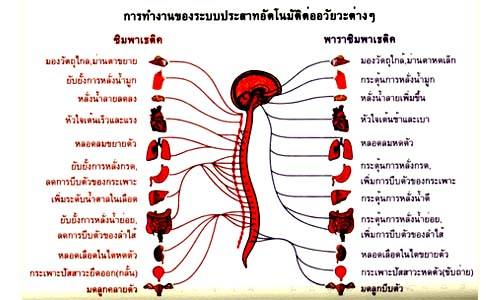 การทำงานของระบบประสาทอัตโนมัติต่ออวัยวะต่างๆ
ซิมพาเธติค
มองวัตถุไกล,ม่านตาขยาย
ยับยั้งการหลั่งน้ำมูก
หลั่งน้ำลายลดลง
หัวใจเต้นเร็วและแรง
หลอดลมขยายตัว
ยับยั้งการหลั่งกรด,
ลดการบีบตัวของกระเพาะ
เพิ่มระดับน้ำตาลในเลือด
ยับยั้งการหลั่งน้ำย่อย,
ลดการบีบตัวของลำไส้
หลอดเลือดในไตหดตัว
กระเพาะปัสสาวะยืดออก(กลั้น)
มดลูกคลายตัว
พาราซิมพาเธติค
มองวัตถุใกล้,ม่านตาหดเล็ก
กระตุ้นการหลั่งน้ำมูก
หลั่งน้ำลายเพิ่มขึ้น
หัวใจเต้นช้าและเบา
หลอดลมหดตัว
กระตุ้นการหลั่งกรด,
เพิ่มการบีบตัวของกระเพาะ
กระตุ้นการหลั่งน้ำดี
กระตุ้นการหลั่งน้ำย่อย,
เพิ่มการบีบตัวของลำไส้
หลอดเลือดในไตขยายตัว
กระเพาะปัสสาวะหดตัว(ขับถ่าย)
มดลูกบีบตัว